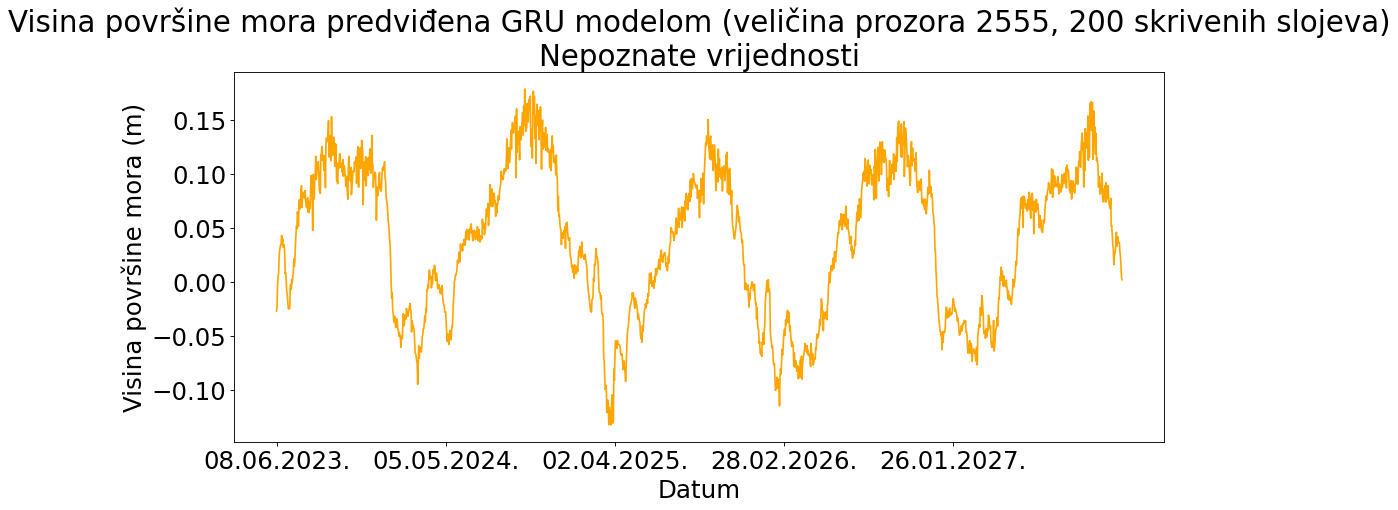 Visina površine mora predviđena GRU modelom (veličina prozora 2555, 200 skrivenih slojeva)
Nepoznate vrijednosti
Visina površine mora (m)
0.15
0.10
0.05
0.00
−0.05
−0.10
08.06.2023. 05.05.2024. 02.04.2025. 28.02.2026. 26.01.2027.
Datum